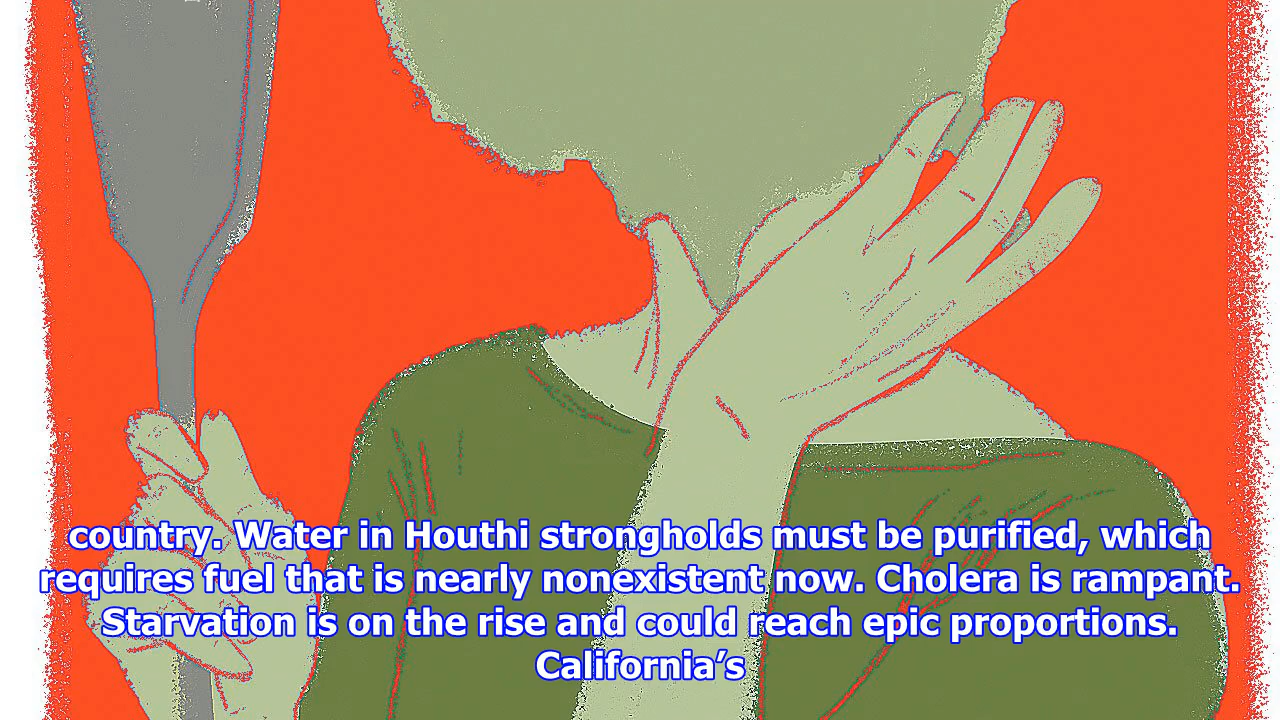 country. Water in Houthi strongholds must be purified, which
requires fuel that is nearly nonexistent now. Cholera is rampant.
Starvation is on the rise and could reach epic proportions.
California’s